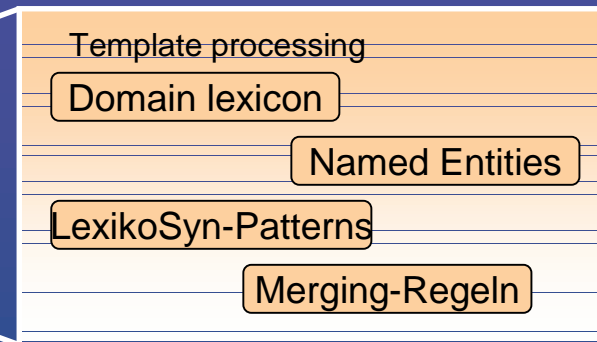 Template processing
Domain lexicon
Named Entities
LexikoSyn-Patterns
Merging-Regeln